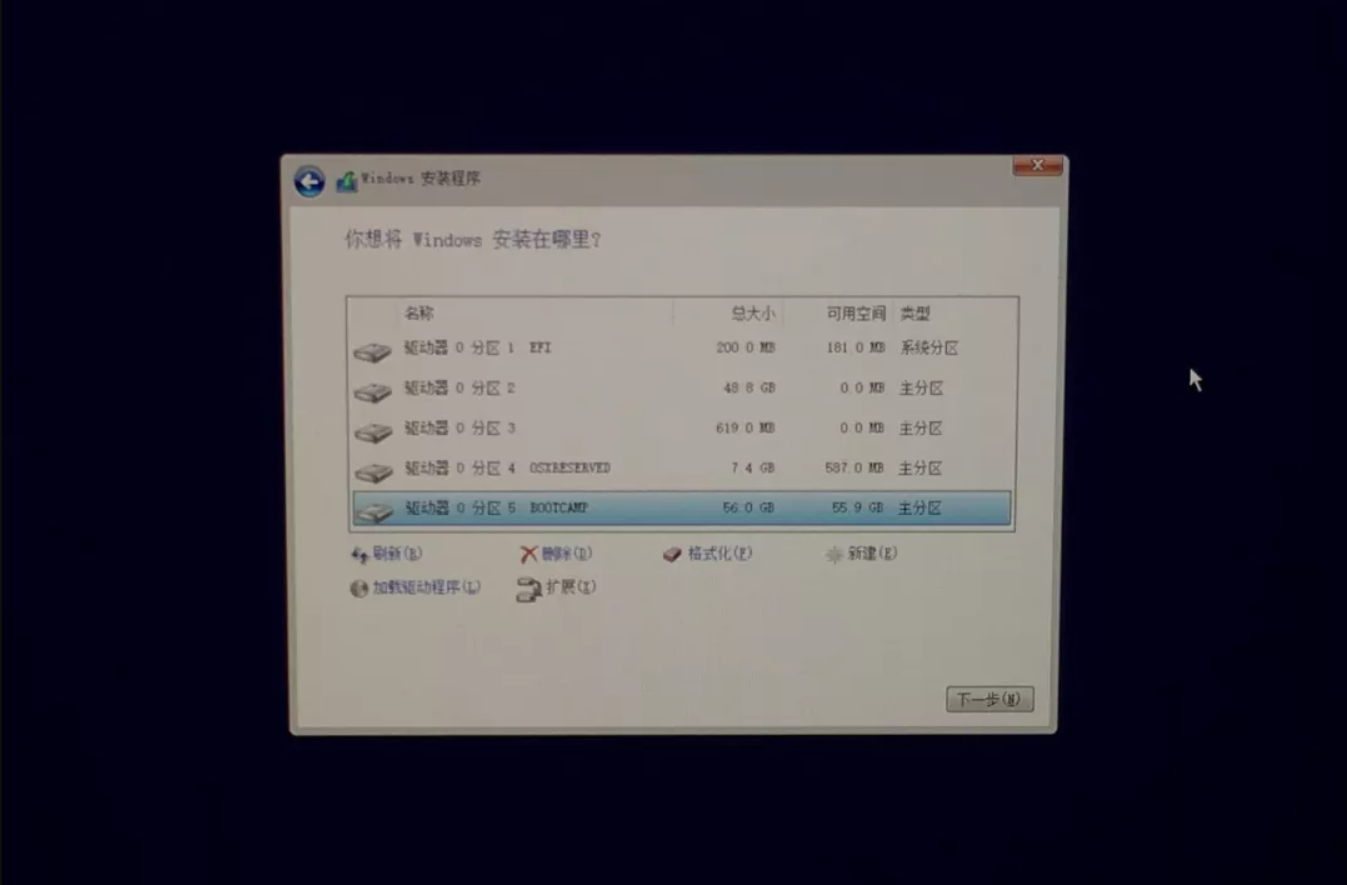 Windows 安装程序
你想将 Windows 安装在哪里?
名称 总大小 可用空间 类型
驱动器 0 分区 1 EFI 200.0 MB 181.0 MB 系统分区
驱动器 0 分区 2 48.8 GB 0.0 MB 主分区
驱动器 0 分区 3 619.0 MB 0.0 MB 主分区
驱动器 0 分区 4 OSXRESERVED 7.4 GB 587.0 MB 主分区
驱动器 0 分区 5 BOOTCAMP 56.0 GB 55.9 GB 主分区
刷新(R) 删除(D) 格式化(F) 新建(E)
加载驱动程序(L) 扩展(X)
下一步(N)